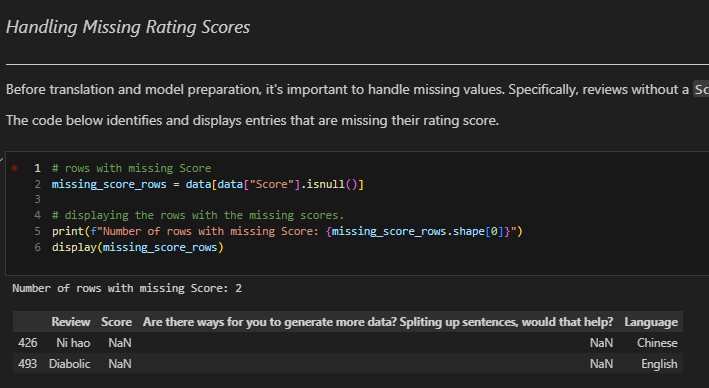 Handling Missing Rating Scores
Before translation and model preparation, it's important to handle missing values. Specifically, reviews without a
The code below identifies and displays entries that are missing their rating score.
1 # rows with missing Score
2 missing_score_rows = data[data["Score"].isnull()]
3
4 # displaying the rows with the missing scores.
5 print(f"Number of rows with missing Score: {missing_score_rows.shape[0]}")
6 display(missing_score_rows)
Number of rows with missing Score: 2
Review Score Are there ways for you to generate more data? Spliting up sentences, would that help? Language
426 Ni hao NaN NaN Chinese
493 Diabolic NaN NaN English